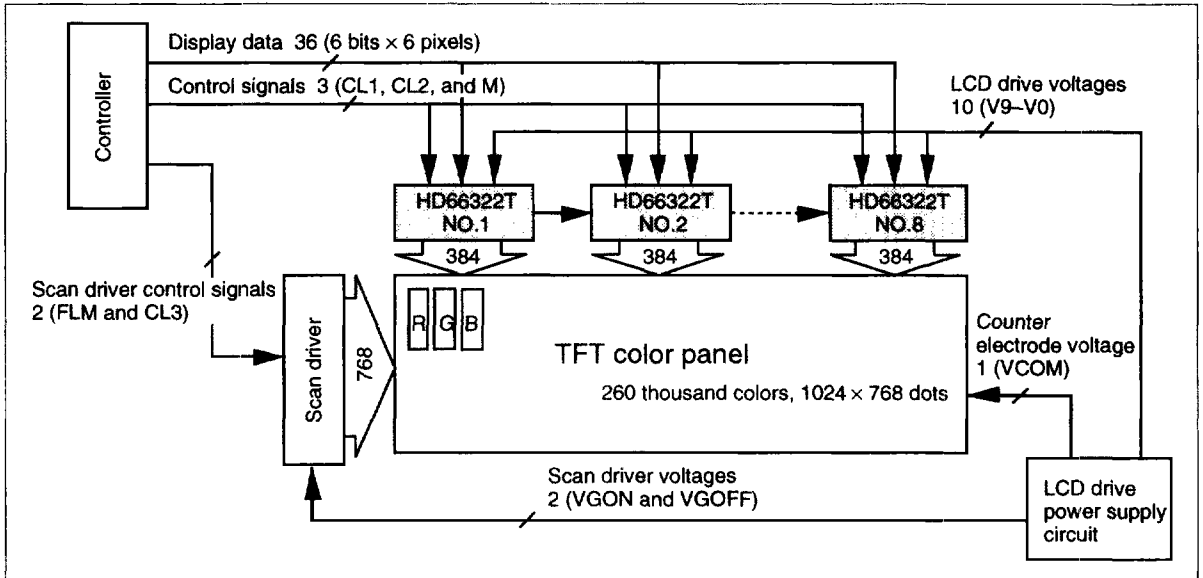 Display data 36 (6 bits × 6 pixels)
Control signals 3 (CL1, CL2, and M)
Controller
LCD drive voltages
10 (V9–V0)
HD66322T
NO.1
HD66322T
NO.2
HD66322T
NO.8
384
384
384
Scan driver control signals
2 (FLM and CL3)
Scan driver
768
R G B
TFT color panel
260 thousand colors, 1024 × 768 dots
Counter
electrode voltage
1 (VCOM)
Scan driver voltages
2 (VGON and VGOFF)
LCD drive
power supply
circuit